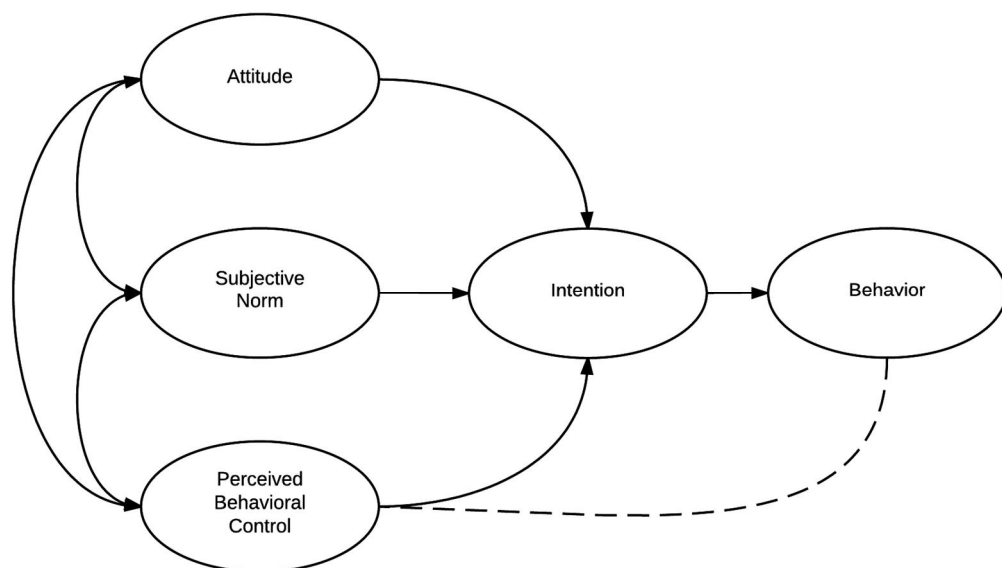 Attitude
Subjective
Norm
Intention
Behavior
Perceived
Behavioral
Control